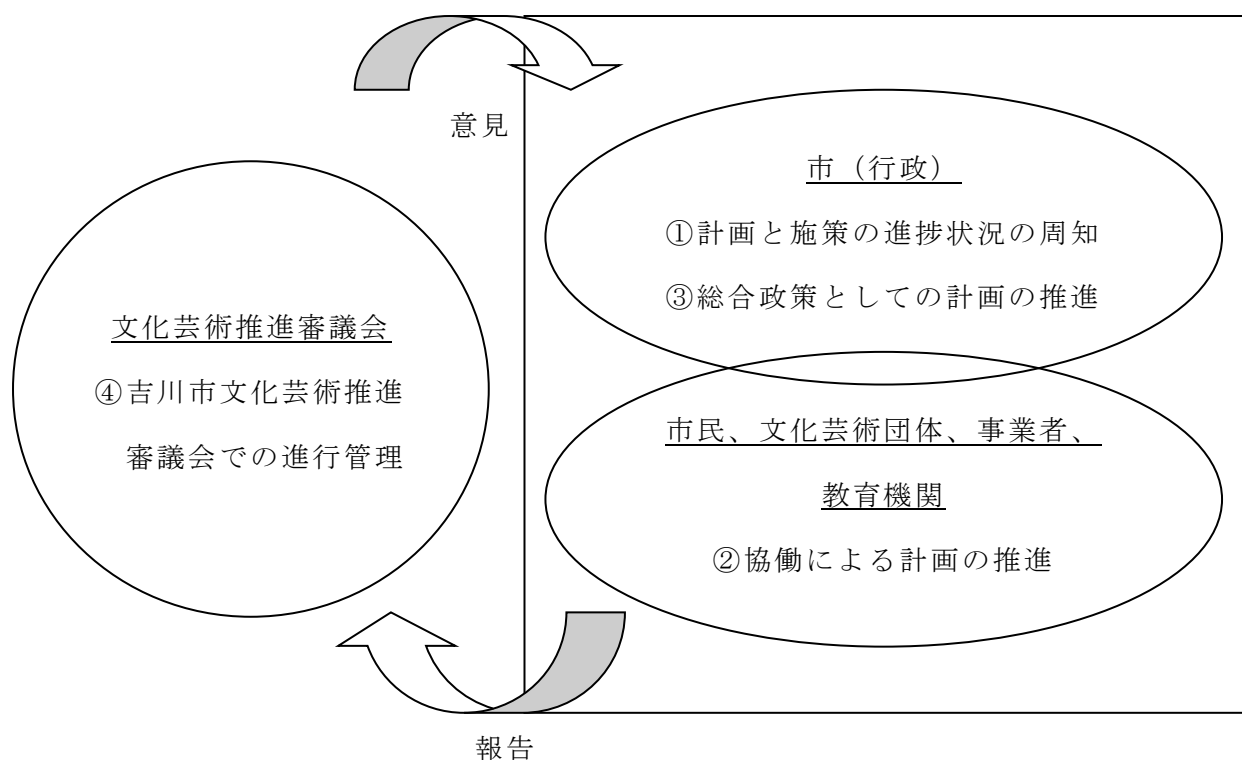 意見
市（行政）
①計画と施策の進捗状況の周知
③総合政策としての計画の推進
文化芸術推進審議会
④吉川市文化芸術推進
審議会での進行管理
市民、文化芸術団体、事業者、
教育機関
②協働による計画の推進
報告